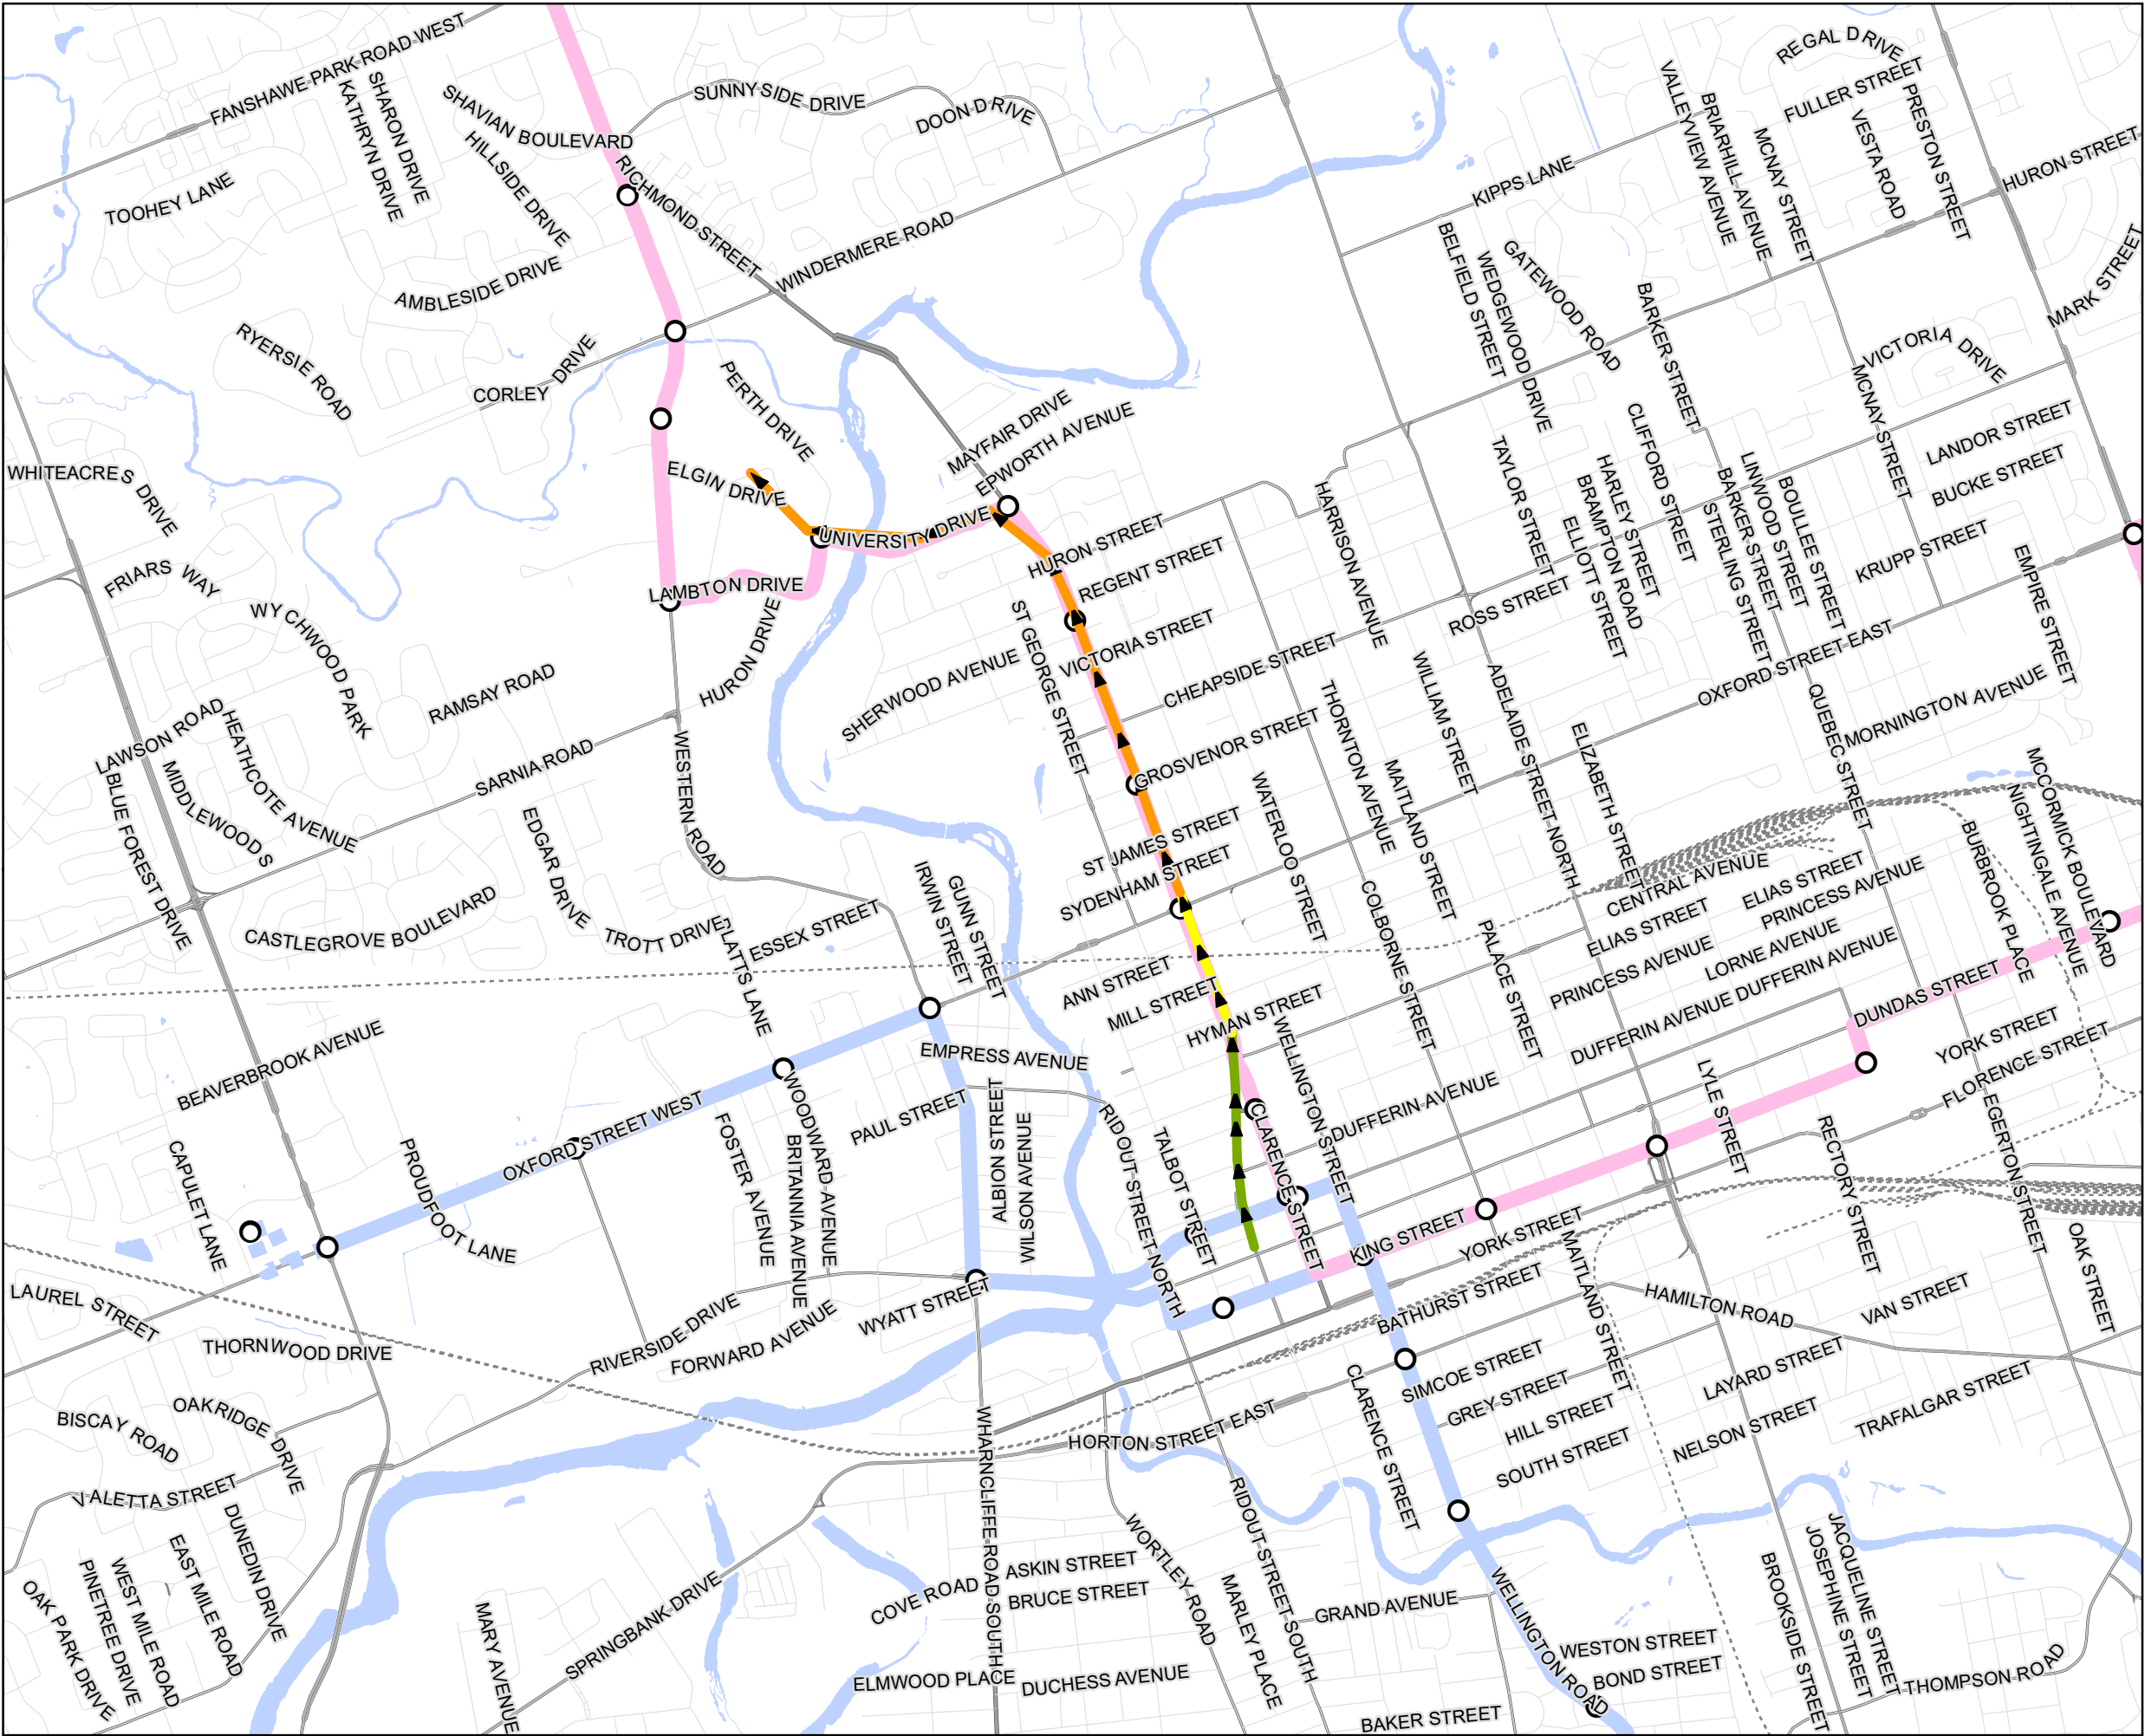 FANSHAWE PARK ROAD WEST
REGAL DRIVE
FULLER STREET
SHARON DRIVE
KATHRYN DRIVE
SHAVIAN BOULEVARD
SUNNYSIDE DRIVE
DOON DRIVE
VALLEYVIEW AVENUE
BRIARHILL AVENUE
MCNAY STREET
VESTA ROAD
PRESTON STREET
HURON STREET
HILLSIDE DRIVE
TOOHEY LANE
RICHMOND STREET
KIPPS LANE
WINDERMERE ROAD
AMBLESIDE DRIVE
BELFIELD STREET
WEDGEWOOD DRIVE
GATEWOOD ROAD
BARKER STREET
MARK STREET
RYERSIE ROAD
CORLEY DRIVE
PERTH DRIVE
VICTORIA DRIVE
MCNAY STREET
MAYFAIR DRIVE
EPWORTH AVENUE
CLIFFORD STREET
LANDOR STREET
BUCKE STREET
WHITEACRES DRIVE
ELGIN DRIVE
TAYLOR STREET
HARLEY STREET
BRAMPTON ROAD
ELLIOTT STREET
LINWOOD STREET
BOULLEE STREET
BARKER STREET
STERLING STREET
UNIVERSITY DRIVE
HURON STREET
HARRISON AVENUE
REGENT STREET
KRUPP STREET
EMPIRE STREET
FRIARS WAY
WYCHWOOD PARK
LAMBTON DRIVE
HURON DRIVE
ROSS STREET
ST GEORGE STREET
VICTORIA STREET
SHERWOOD AVENUE
CHEAPSIDE STREET
OXFORD STREET EAST
RAMSAY ROAD
LAWSON ROAD
HEATHCOTE AVENUE
THORNTON AVENUE
WILLIAM STREET
ADELAIDE STREET NORTH
QUEBEC STREET
MORNINGTON AVENUE
BLUE FOREST DRIVE
MIDDLEWOODS
SARNIA ROAD
WESTERN ROAD
GROSVENOR STREET
WATERLOO STREET
MAITLAND STREET
ELIZABETH STREET
MCCORMICK BOULEVARD
NIGHTINGALE AVENUE
BURBROOK PLACE
EDGAR DRIVE
ST JAMES STREET
SYDENHAM STREET
CENTRAL AVENUE
ELIAS STREET
PRINCESS AVENUE
CASTLEGROVE BOULEVARD
TROTT DRIVE
PLATTS LANE
ESSEX STREET
IRWIN STREET
GUNN STREET
COLBORNE STREET
PALACE STREET
ELIAS STREET
PRINCESS AVENUE
LORNE AVENUE
DUFFERIN AVENUE
DUFFERIN AVENUE
DUNDAS STREET
ANN STREET
MILL STREET
HYMAN STREET
WELLINGTON STREET
BEAVERBROOK AVENUE
EMPRESS AVENUE
YORK STREET
FLORENCE STREET
OXFORD STREET WEST
WOODWARD AVENUE
BRITANNIA AVENUE
FOSTER AVENUE
PAUL STREET
ALBION STREET
WILSON AVENUE
RIDOUT STREET NORTH
TALBOT STREET
CLARENCE STREET
DUFFERIN AVENUE
LYLE STREET
RECTORY STREET
EGERTON STREET
CAPULET LANE
PROUDFOOT LANE
KING STREET
YORK STREET
MAITLAND STREET
OAK STREET
LAUREL STREET
THORNWOOD DRIVE
RIVERSIDE DRIVE
FORWARD AVENUE
WYATT STREET
BATHURST STREET
HAMILTON ROAD
VAN STREET
CLARENCE STREET
SIMCOE STREET
GREY STREET
HILL STREET
SOUTH STREET
LAYARD STREET
NELSON STREET
TRAFALGAR STREET
BISCAY ROAD
OAKRIDGE DRIVE
VALETTA STREET
HORTON STREET EAST
WHARNCLIFFE ROAD SOUTH
DUNEDIN DRIVE
EAST MILE ROAD
WEST MILE ROAD
PINETREE DRIVE
OAK PARK DRIVE
MARY AVENUE
SPRINGBANK DRIVE
COVE ROAD
ASKIN STREET
BRUCE STREET
WORTLEY ROAD
RIDOUT STREET SOUTH
MARLEY PLACE
GRAND AVENUE
WELLINGTON ROAD
WESTON STREET
BOND STREET
BROOKSIDE STREET
JOSEPHINE STREET
JACQUELINE STREET
THOMPSON ROAD
ELMWOOD PLACE
DUCHESS AVENUE
BAKER STREET